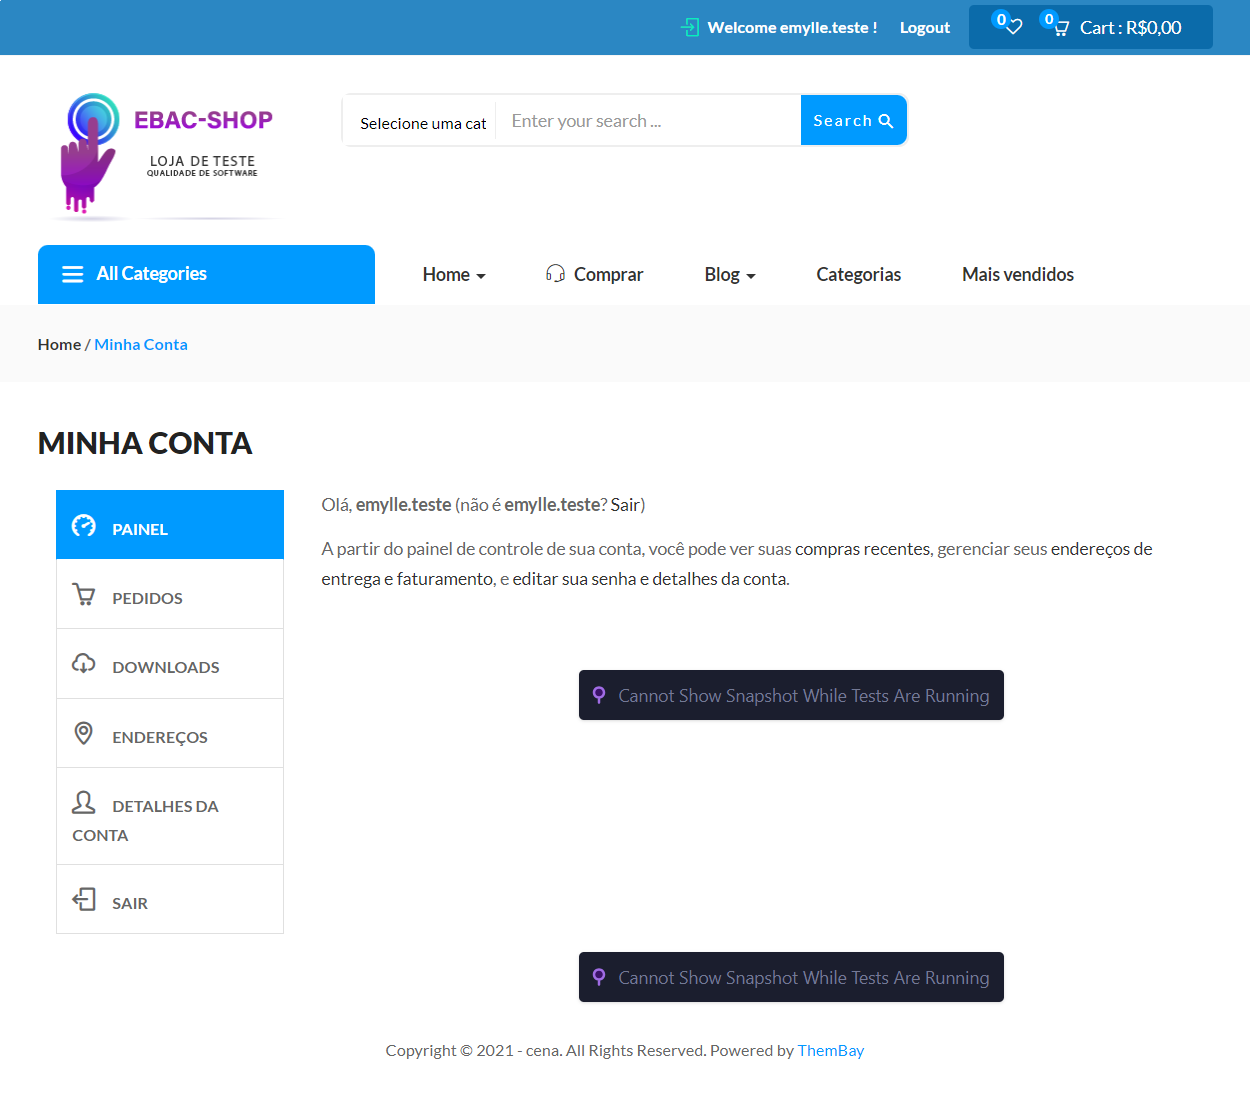 Welcome emylle.teste !
Logout
0
0
Cart : R$0,00
EBAC-SHOP
LOJA DE TESTE
QUALIDADE DE SOFTWARE
Selecione uma cat
Enter your search ...
Search
All Categories
Home
Comprar
Blog
Categorias
Mais vendidos
Home / Minha Conta
MINHA CONTA
PAINEL
PEDIDOS
DOWNLOADS
ENDEREÇOS
DETALHES DA
CONTA
SAIR
Olá, emylle.teste (não é emylle.teste? Sair)
A partir do painel de controle de sua conta, você pode ver suas compras recentes, gerenciar seus endereços de
entrega e faturamento, e editar sua senha e detalhes da conta.
Cannot Show Snapshot While Tests Are Running
Cannot Show Snapshot While Tests Are Running
Copyright © 2021 - cena. All Rights Reserved. Powered by ThemBay